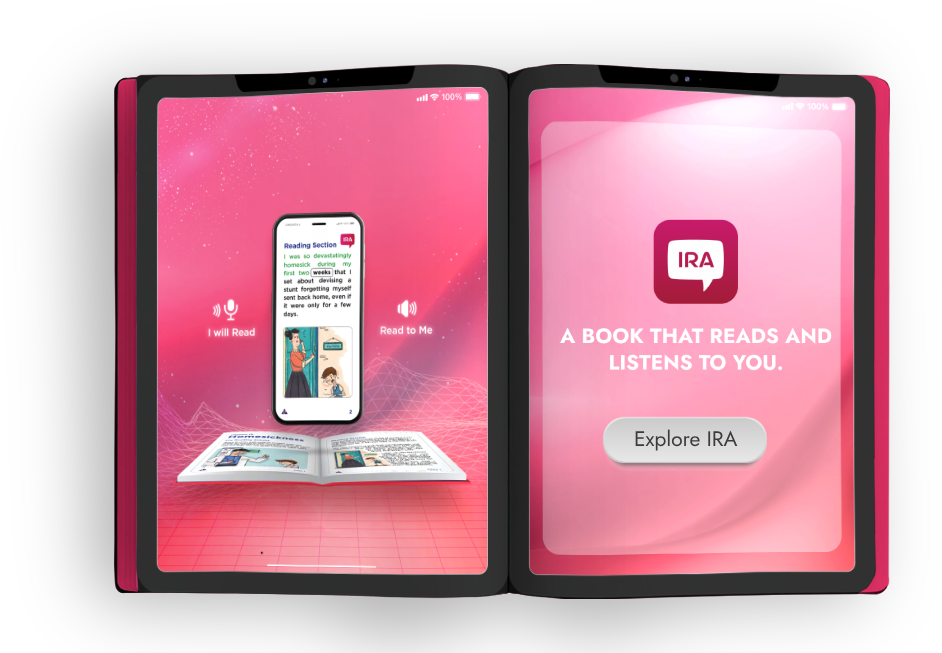 100%
Reading Section
IRA
I was so devastatingly
homesick during my
first two weeks that I
set about devising a
stunt forgetting myself
sent back home, even if
it were only for a few
days.
2
I will Read
Read to Me
Homesickness
100%
IRA
A BOOK THAT READS AND
LISTENS TO YOU.
Explore IRA